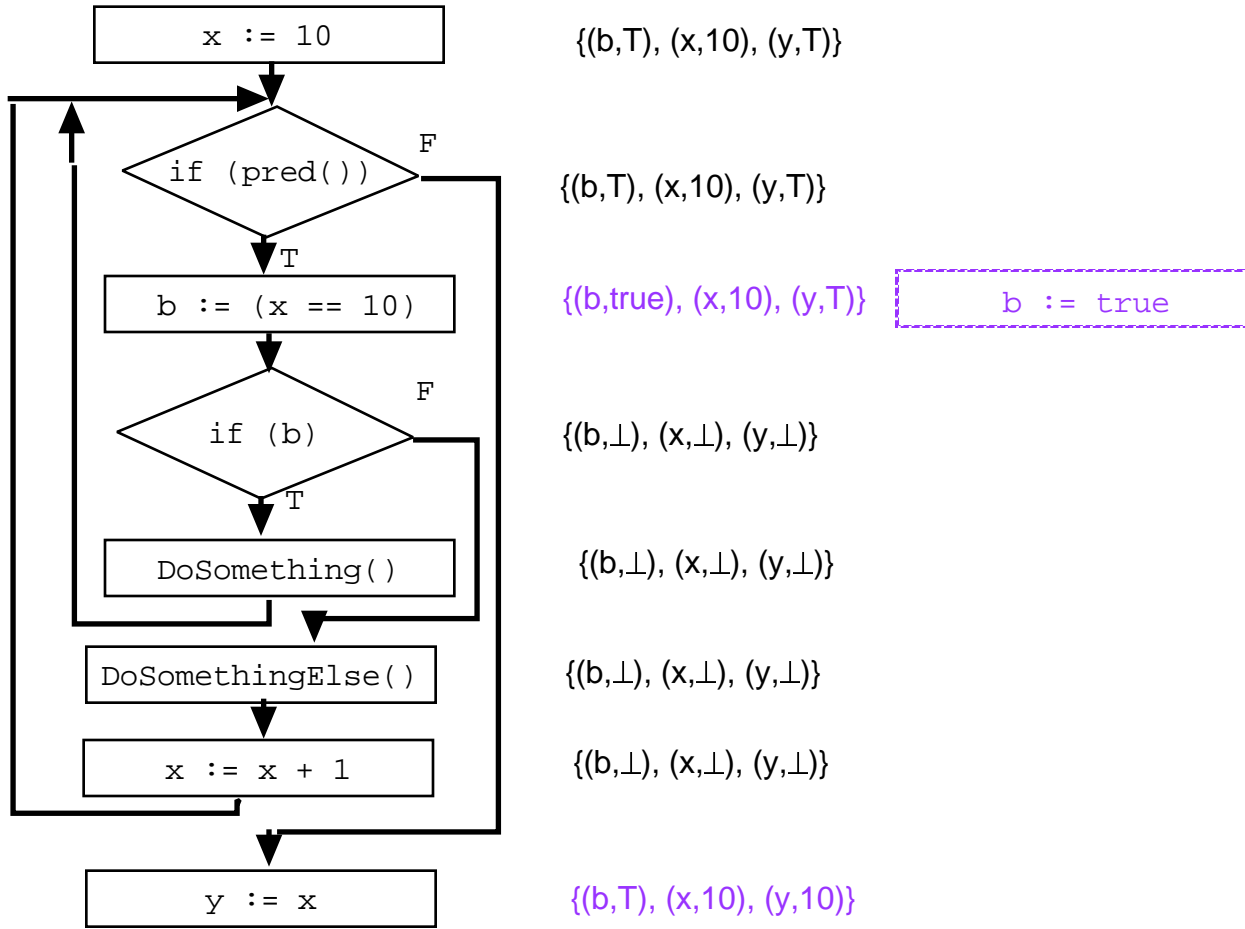 x := 10
{(b,T), (x,10), (y,T)}
F
if (pred())
{(b,T), (x,10), (y,T)}
T
b := (x == 10)
{(b,true), (x,10), (y,T)}
b := true
F
if (b)
{(b,⊥), (x,⊥), (y,⊥)}
T
DoSomething()
{(b,⊥), (x,⊥), (y,⊥)}
DoSomethingElse()
{(b,⊥), (x,⊥), (y,⊥)}
x := x + 1
{(b,⊥), (x,⊥), (y,⊥)}
y := x
{(b,T), (x,10), (y,10)}